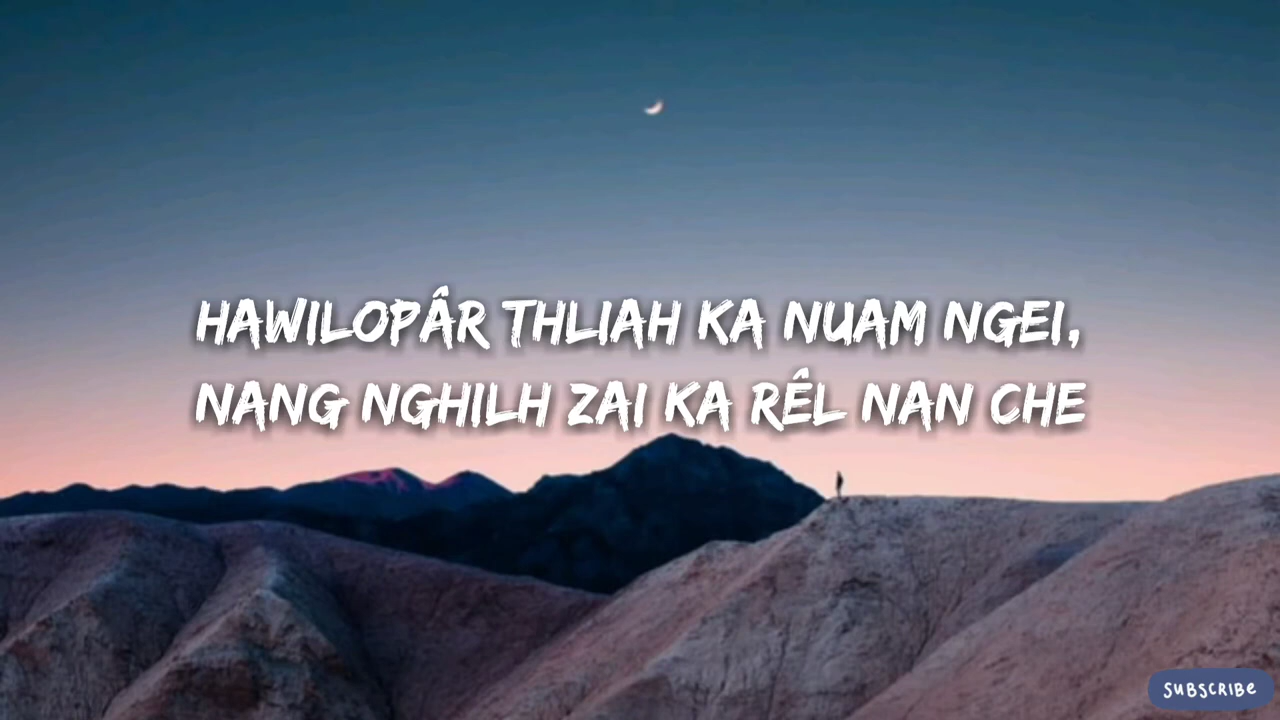 HAWILOPÂR THLIAH KA NUAM NGEI,
NANG NGHILH ZAI KA RÊL NAN CHE
SUBSCRIBE